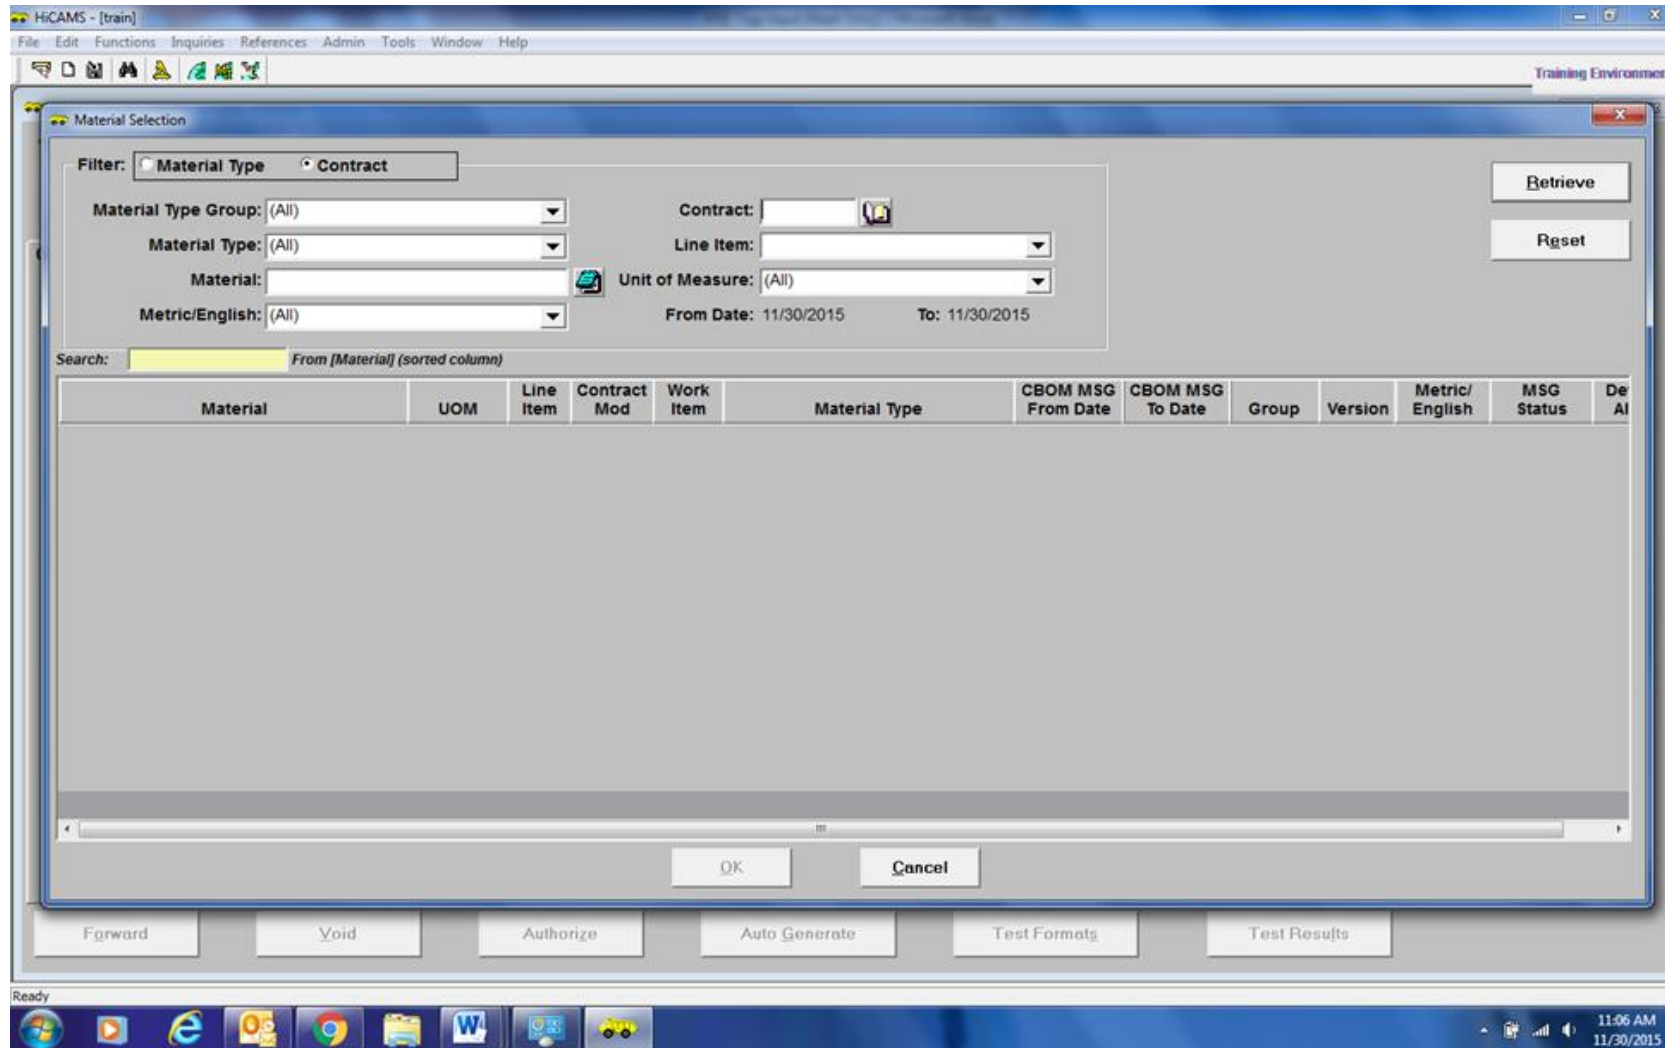 HiCAMS - [train]
File Edit Functions Inquiries References Admin Tools Window Help
Training Environmen
Material Selection
Filter: Material Type Contract
Retrieve
Material Type Group: (All) Contract:
Reset
Material Type: (All) Line Item:
Material: Unit of Measure: (All)
Metric/English: (All) From Date: 11/30/2015 To: 11/30/2015
Search: From [Material] (sorted column)
Material UOM Line Item Contract Mod Work Item Material Type CBOM MSG From Date CBOM MSG To Date Group Version Metric/ English MSG Status De Al
OK Cancel
Forward Void Authorize Auto Generate Test Formats Test Results
Ready
11:06 AM
11/30/2015